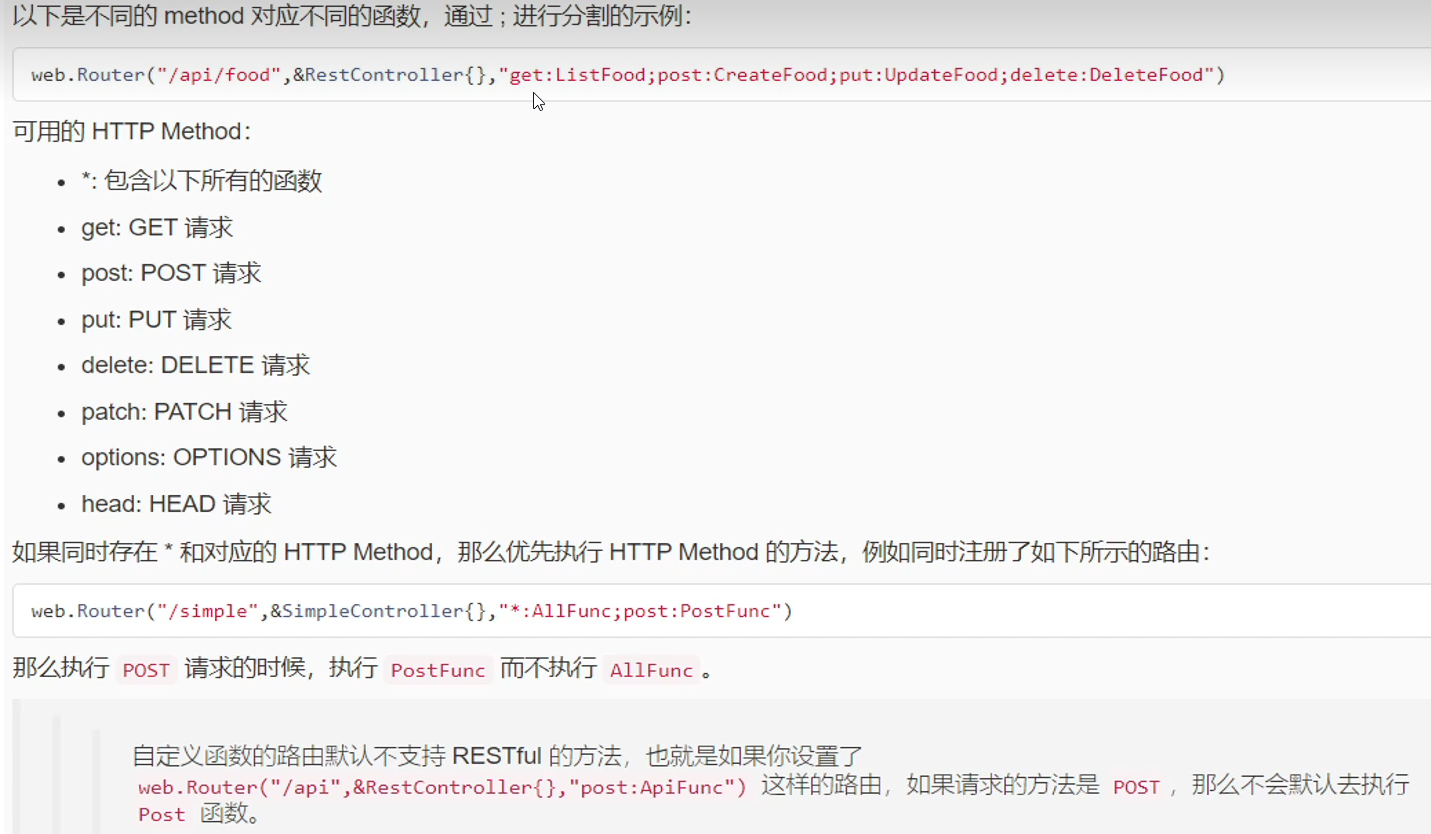 以下是不同的 method 对应不同的函数，通过 ; 进行分割的示例：
web.Router("/api/food",&RestController{},"get:ListFood;post:CreateFood;put:UpdateFood;delete:DeleteFood")
可用的 HTTP Method：
• *: 包含以下所有的函数
• get: GET 请求
• post: POST 请求
• put: PUT 请求
• delete: DELETE 请求
• patch: PATCH 请求
• options: OPTIONS 请求
• head: HEAD 请求
如果同时存在 * 和对应的 HTTP Method，那么优先执行 HTTP Method 的方法，例如同时注册了如下所示的路由：
web.Router("/simple",&SimpleController{},"*:AllFunc;post:PostFunc")
那么执行 POST 请求的时候，执行 PostFunc 而不执行 AllFunc 。
自定义函数的路由默认不支持 RESTful 的方法，也就是如果你设置了
web.Router("/api",&RestController{},"post:ApiFunc") 这样的路由，如果请求的方法是 POST ，那么不会默认去执行
Post 函数。